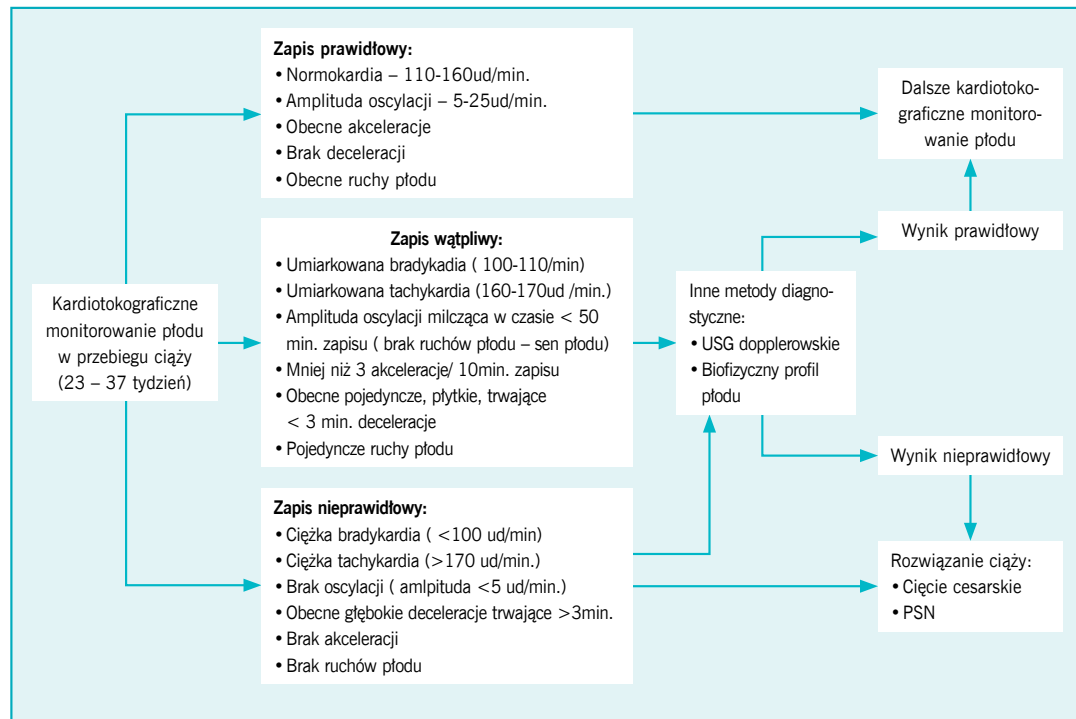 Kardiotokograficzne
monitorowanie płodu
w przebiegu ciąży
(23 – 37 tydzień)
Zapis prawidłowy:
• Normokardia – 110-160ud/min.
• Amplituda oscylacji – 5-25ud/min.
• Obecne akceleracje
• Brak deceleracji
• Obecne ruchy płodu
Zapis wątpliwy:
• Umiarkowana bradykadia ( 100-110/min)
• Umiarkowana tachykardia (160-170ud /min.)
• Amplituda oscylacji milcząca w czasie < 50
min. zapisu ( brak ruchów płodu – sen płodu)
• Mniej niż 3 akceleracje/ 10min. zapisu
• Obecne pojedyncze, płytkie, trwające
< 3 min. deceleracje
• Pojedyncze ruchy płodu
Zapis nieprawidłowy:
• Ciężka bradykardia ( <100 ud/min)
• Ciężka tachykardia (>170 ud/min.)
• Brak oscylacji ( amlpituda <5 ud/min.)
• Obecne głębokie deceleracje trwające >3min.
• Brak akceleracji
• Brak ruchów płodu
Inne metody diagno-
styczne:
• USG dopplerowskie
• Biofizyczny profil
płodu
Dalsze kardiotoko-
graficzne monitoro-
wanie płodu
Wynik prawidłowy
Wynik nieprawidłowy
Rozwiązanie ciąży:
• Cięcie cesarskie
• PSN